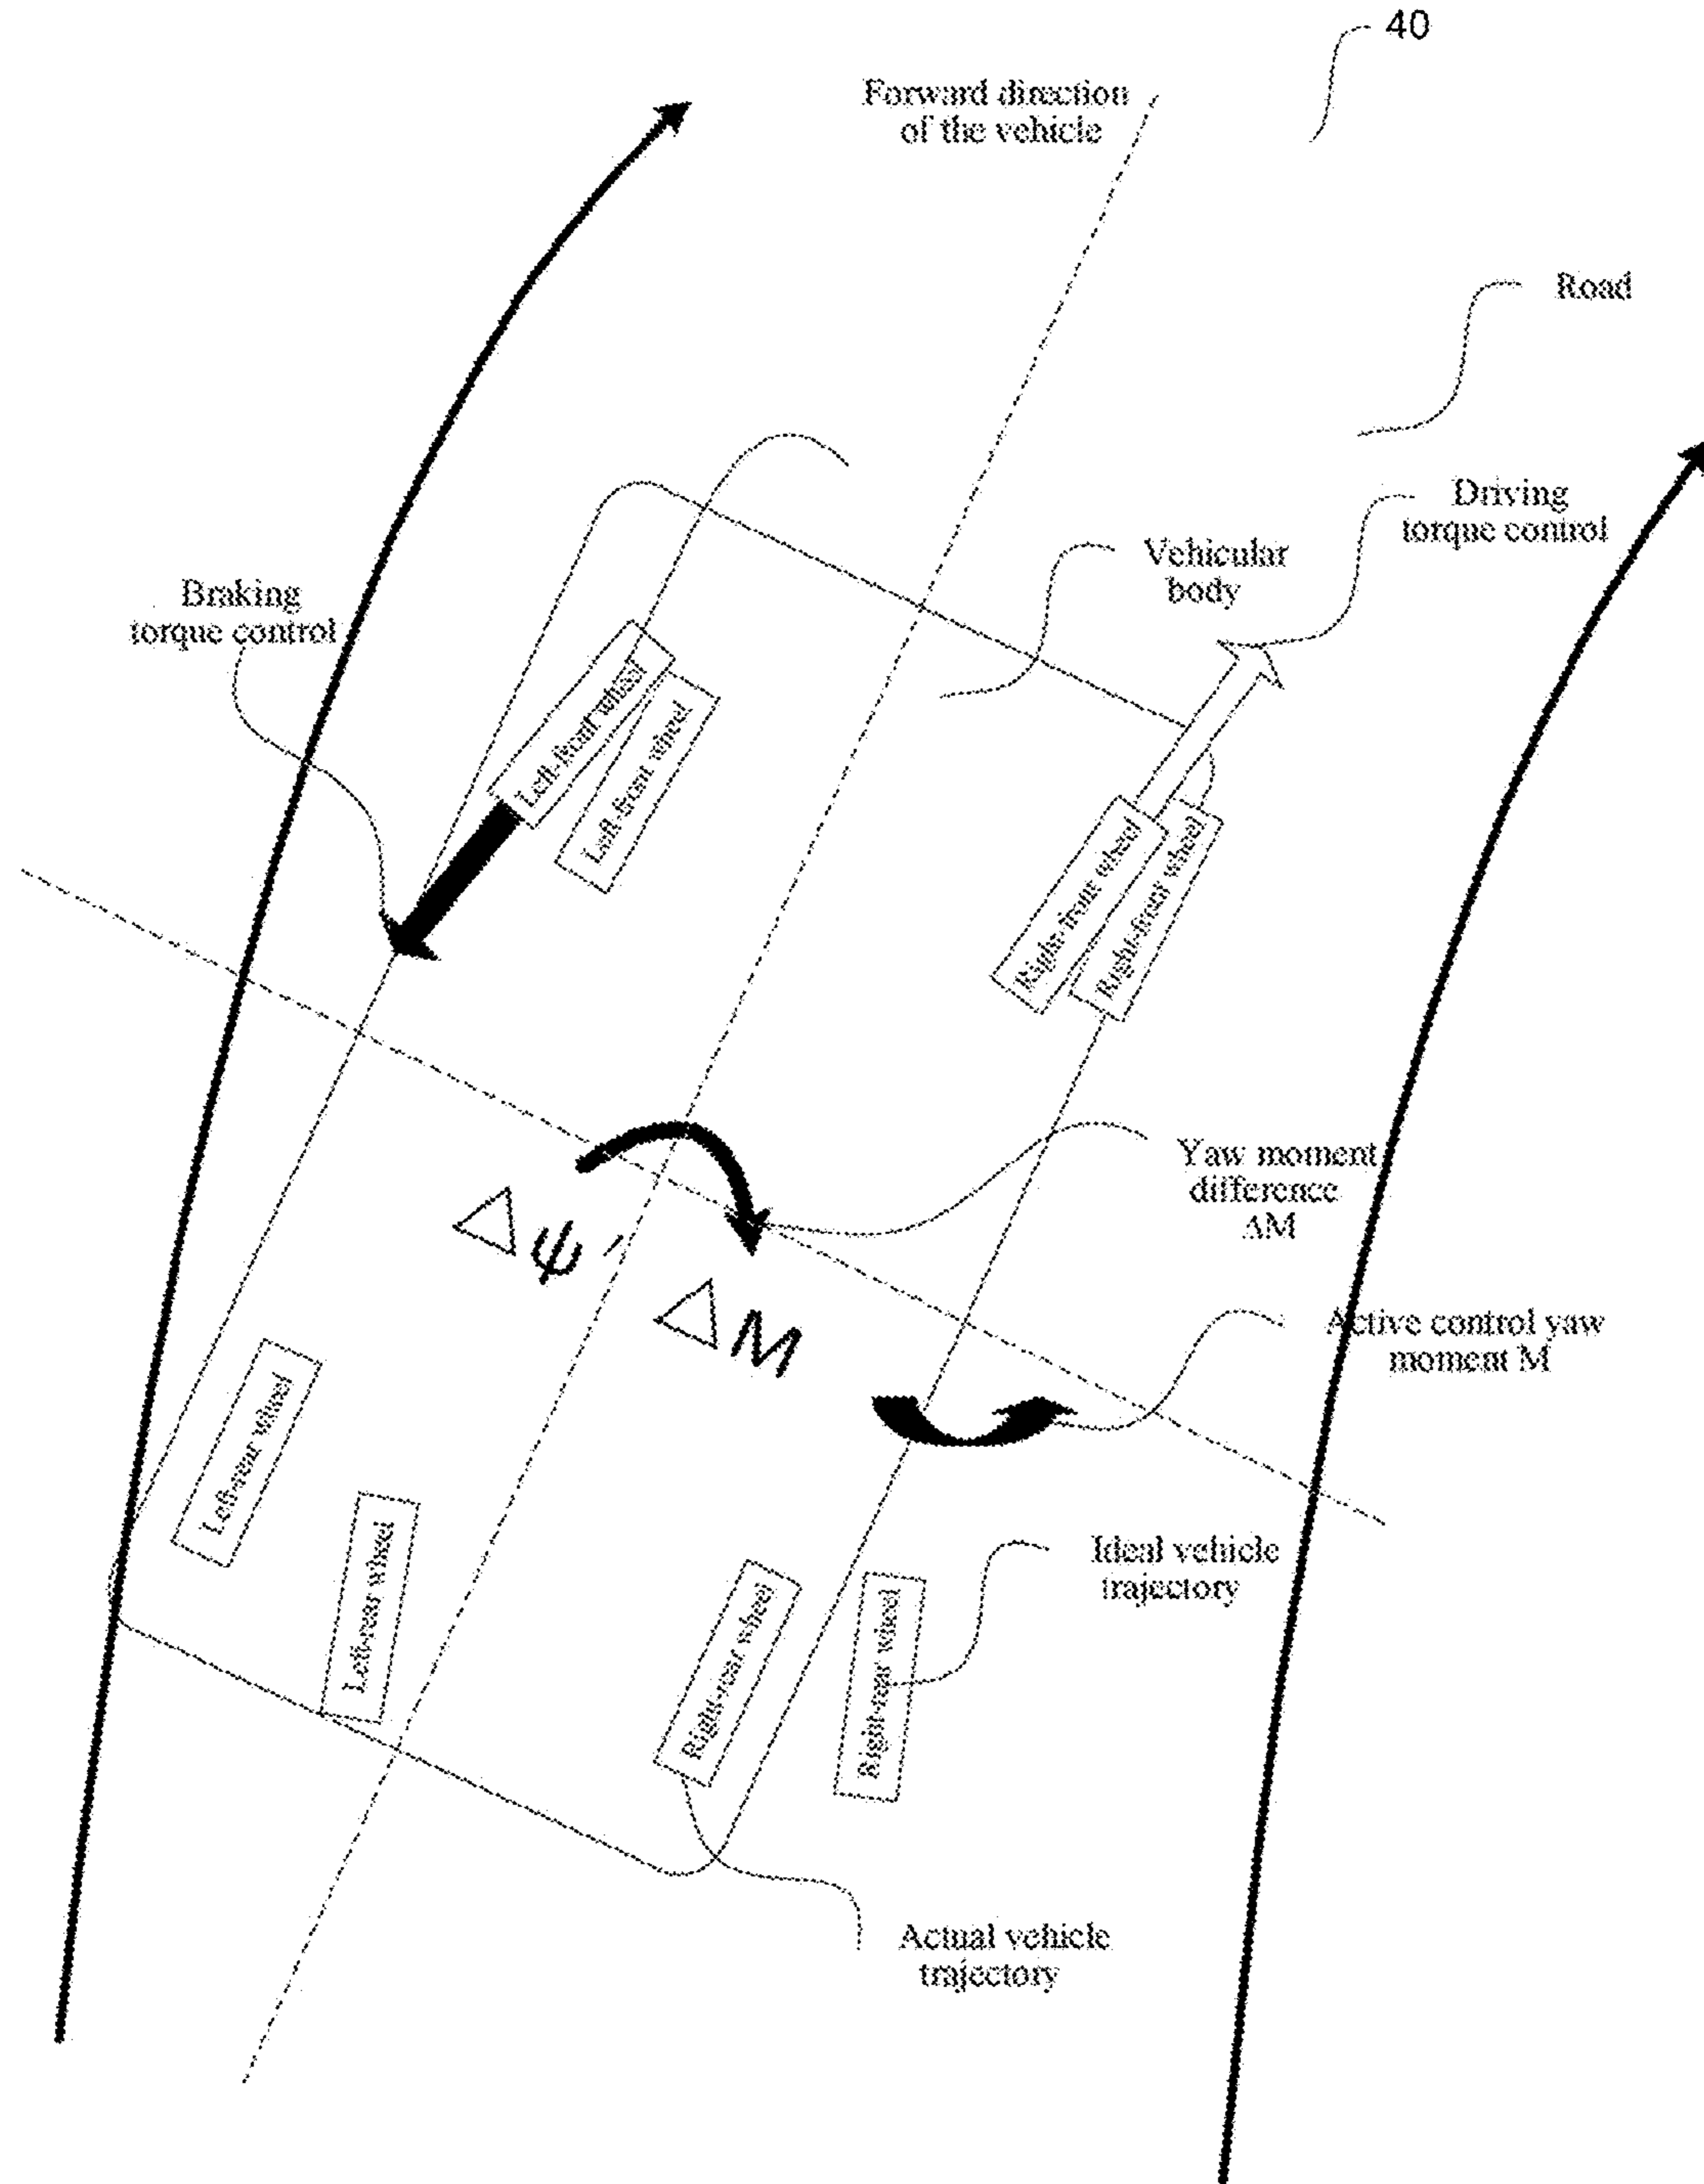 40
Forward direction
of the vehicle
Road
Driving
torque control
Vehicular
body
Braking
torque control
Left-front wheel
Left-front wheel
Right-front wheel
Right-front wheel
Yaw moment
difference
ΔM
△ψ´
△M
Active control yaw
moment M
Left-rear wheel
Left-rear wheel
Right-rear wheel
Right-rear wheel
Ideal vehicle
trajectory
Actual vehicle
trajectory